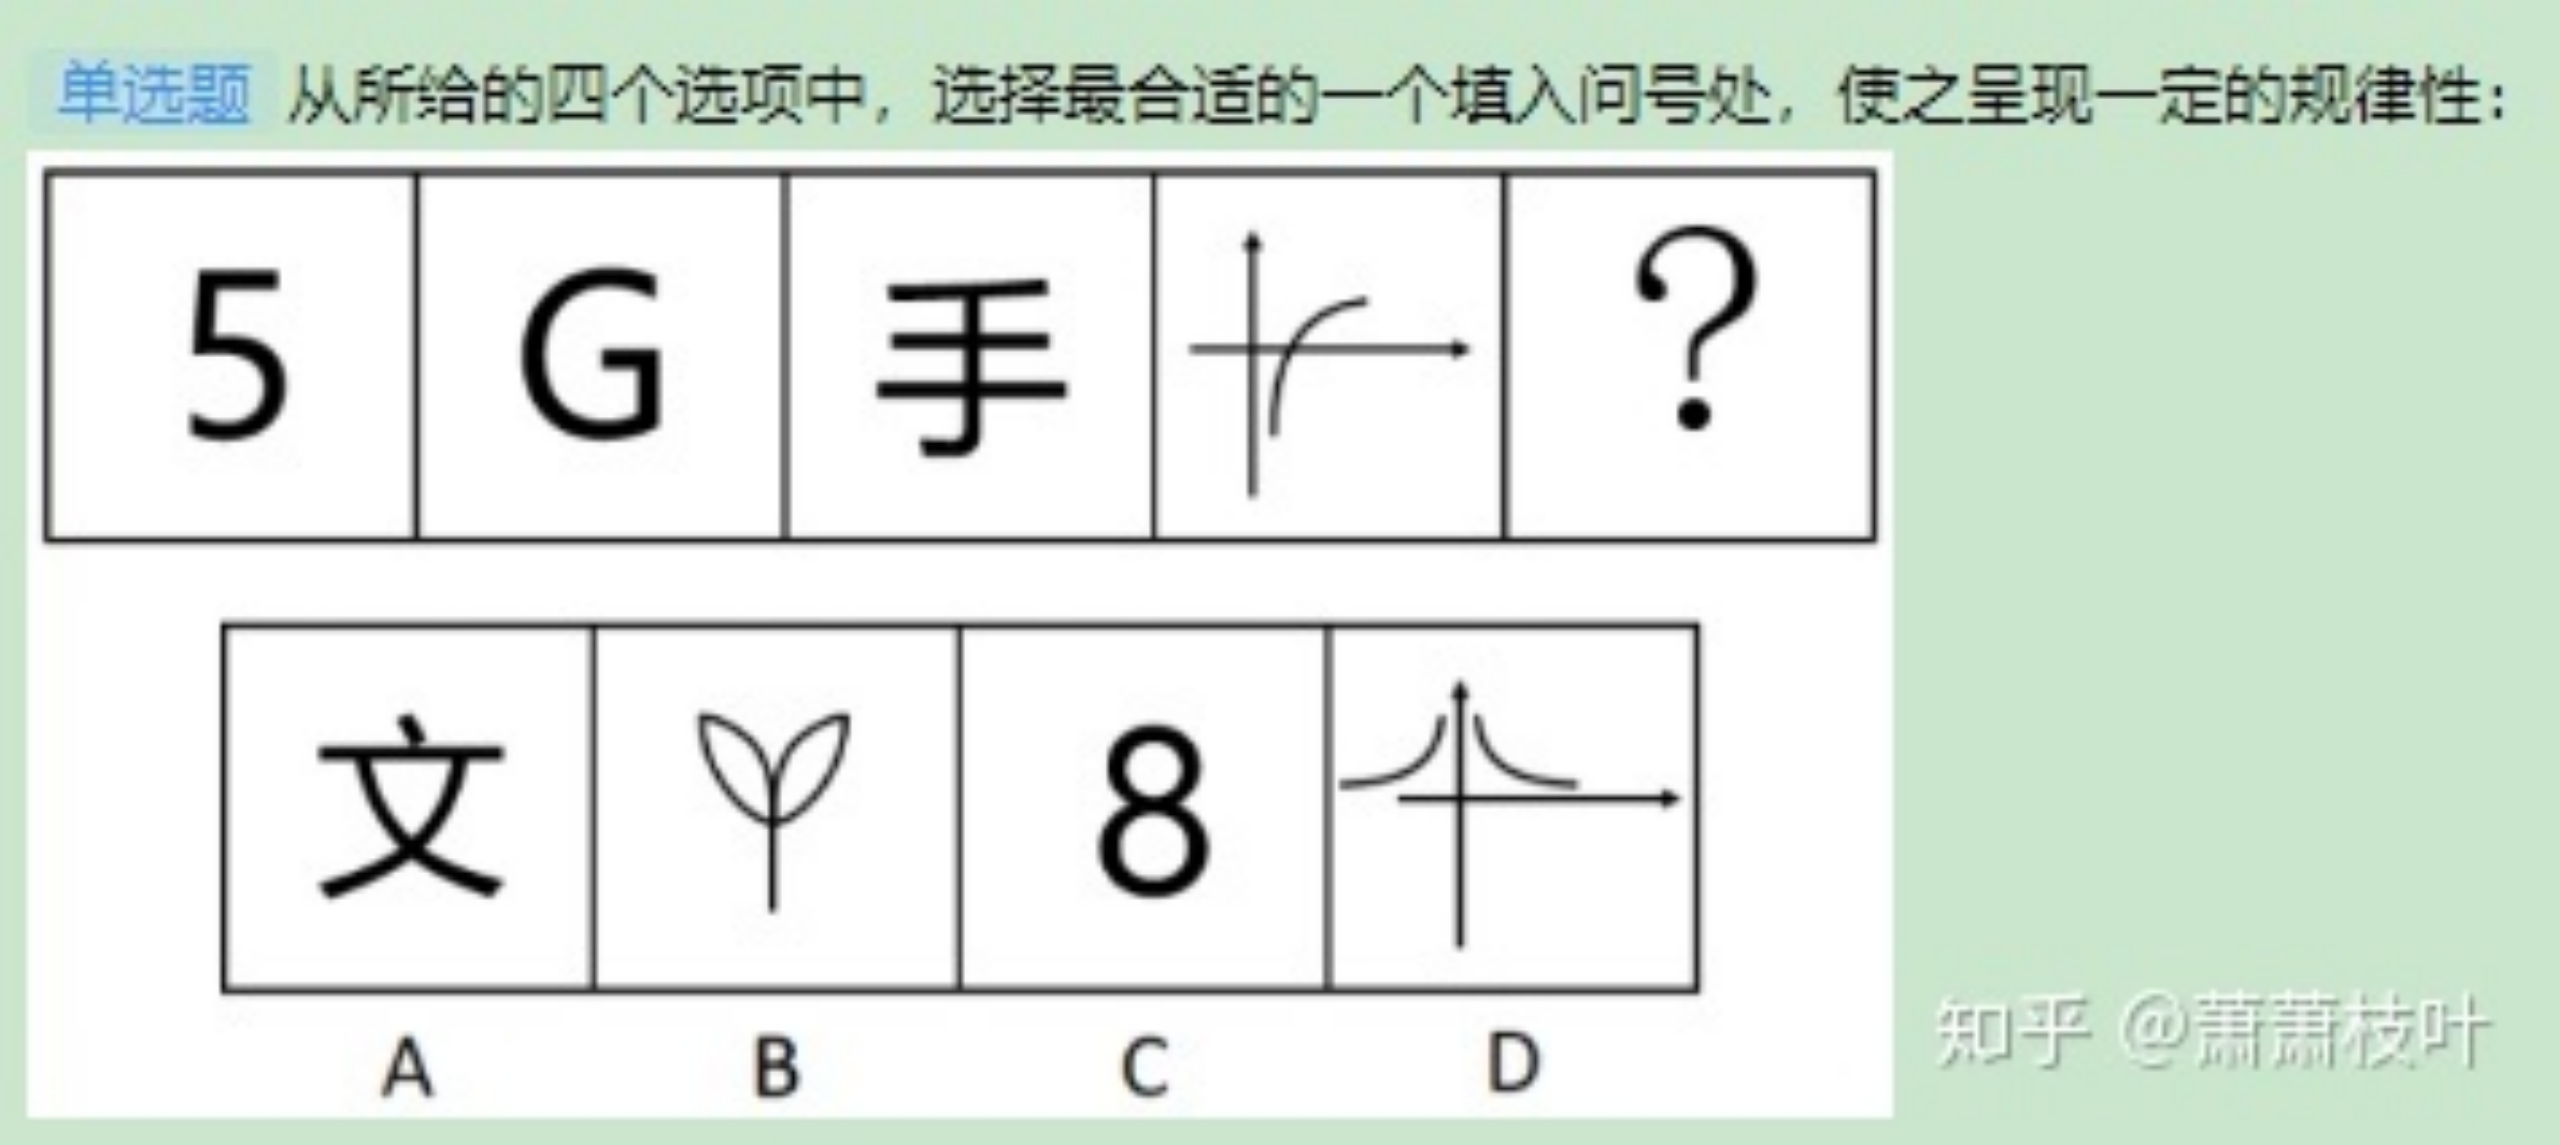 单选题 从所给的四个选项中，选择最合适的一个填入问号处，使之呈现一定的规律性：
5 G 手 ?
文 8
A B C D
知乎 @萧萧枝叶